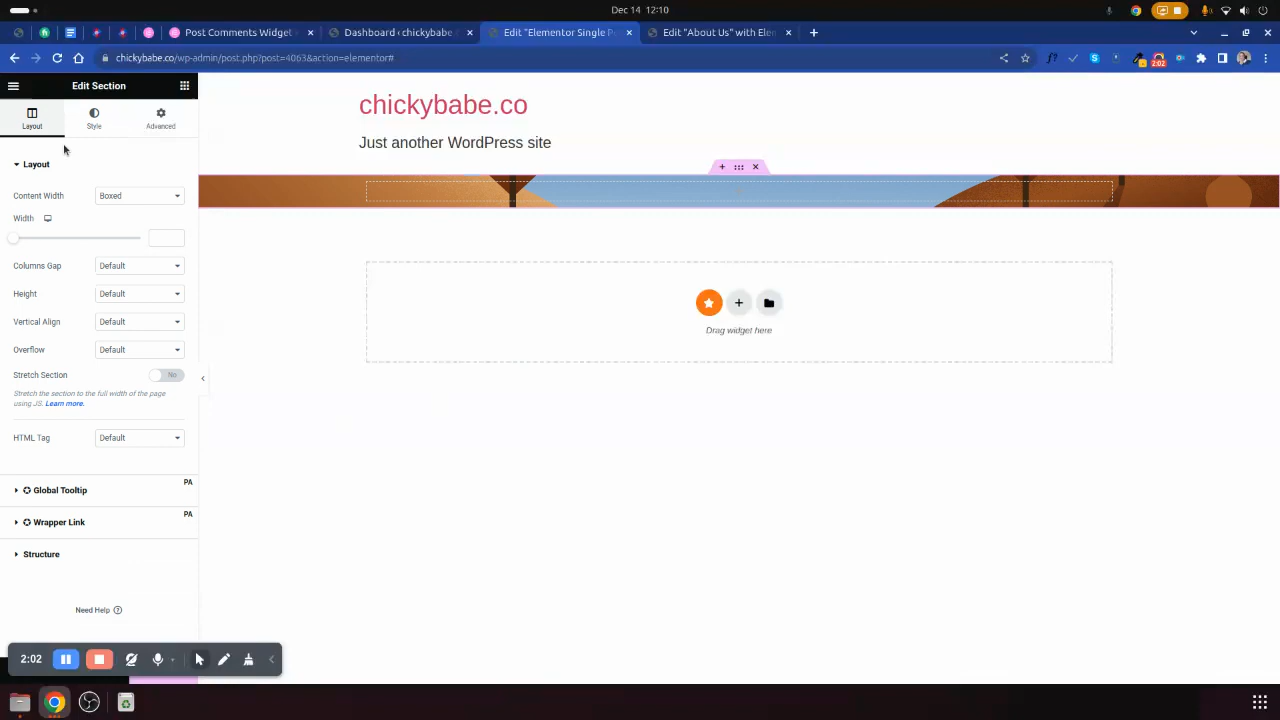 Dec 14 12:10
Post Comments Widget
Dashboard ‹ chickybabe
Edit "Elementor Single P
Edit "About Us" with Ele
chickybabe.co/wp-admin/post.php?post=4063&action=elementor#
2:02
Edit Section
Layout
Style
Advanced
Layout
Content Width
Boxed
Width
Columns Gap
Default
Height
Default
Vertical Align
Default
Overflow
Default
Stretch Section
No
Stretch the section to the full width of the page
using JS. Learn more.
HTML Tag
Default
PA
Global Tooltip
PA
Wrapper Link
Structure
Need Help
2:02
chickybabe.co
Just another WordPress site
Drag widget here